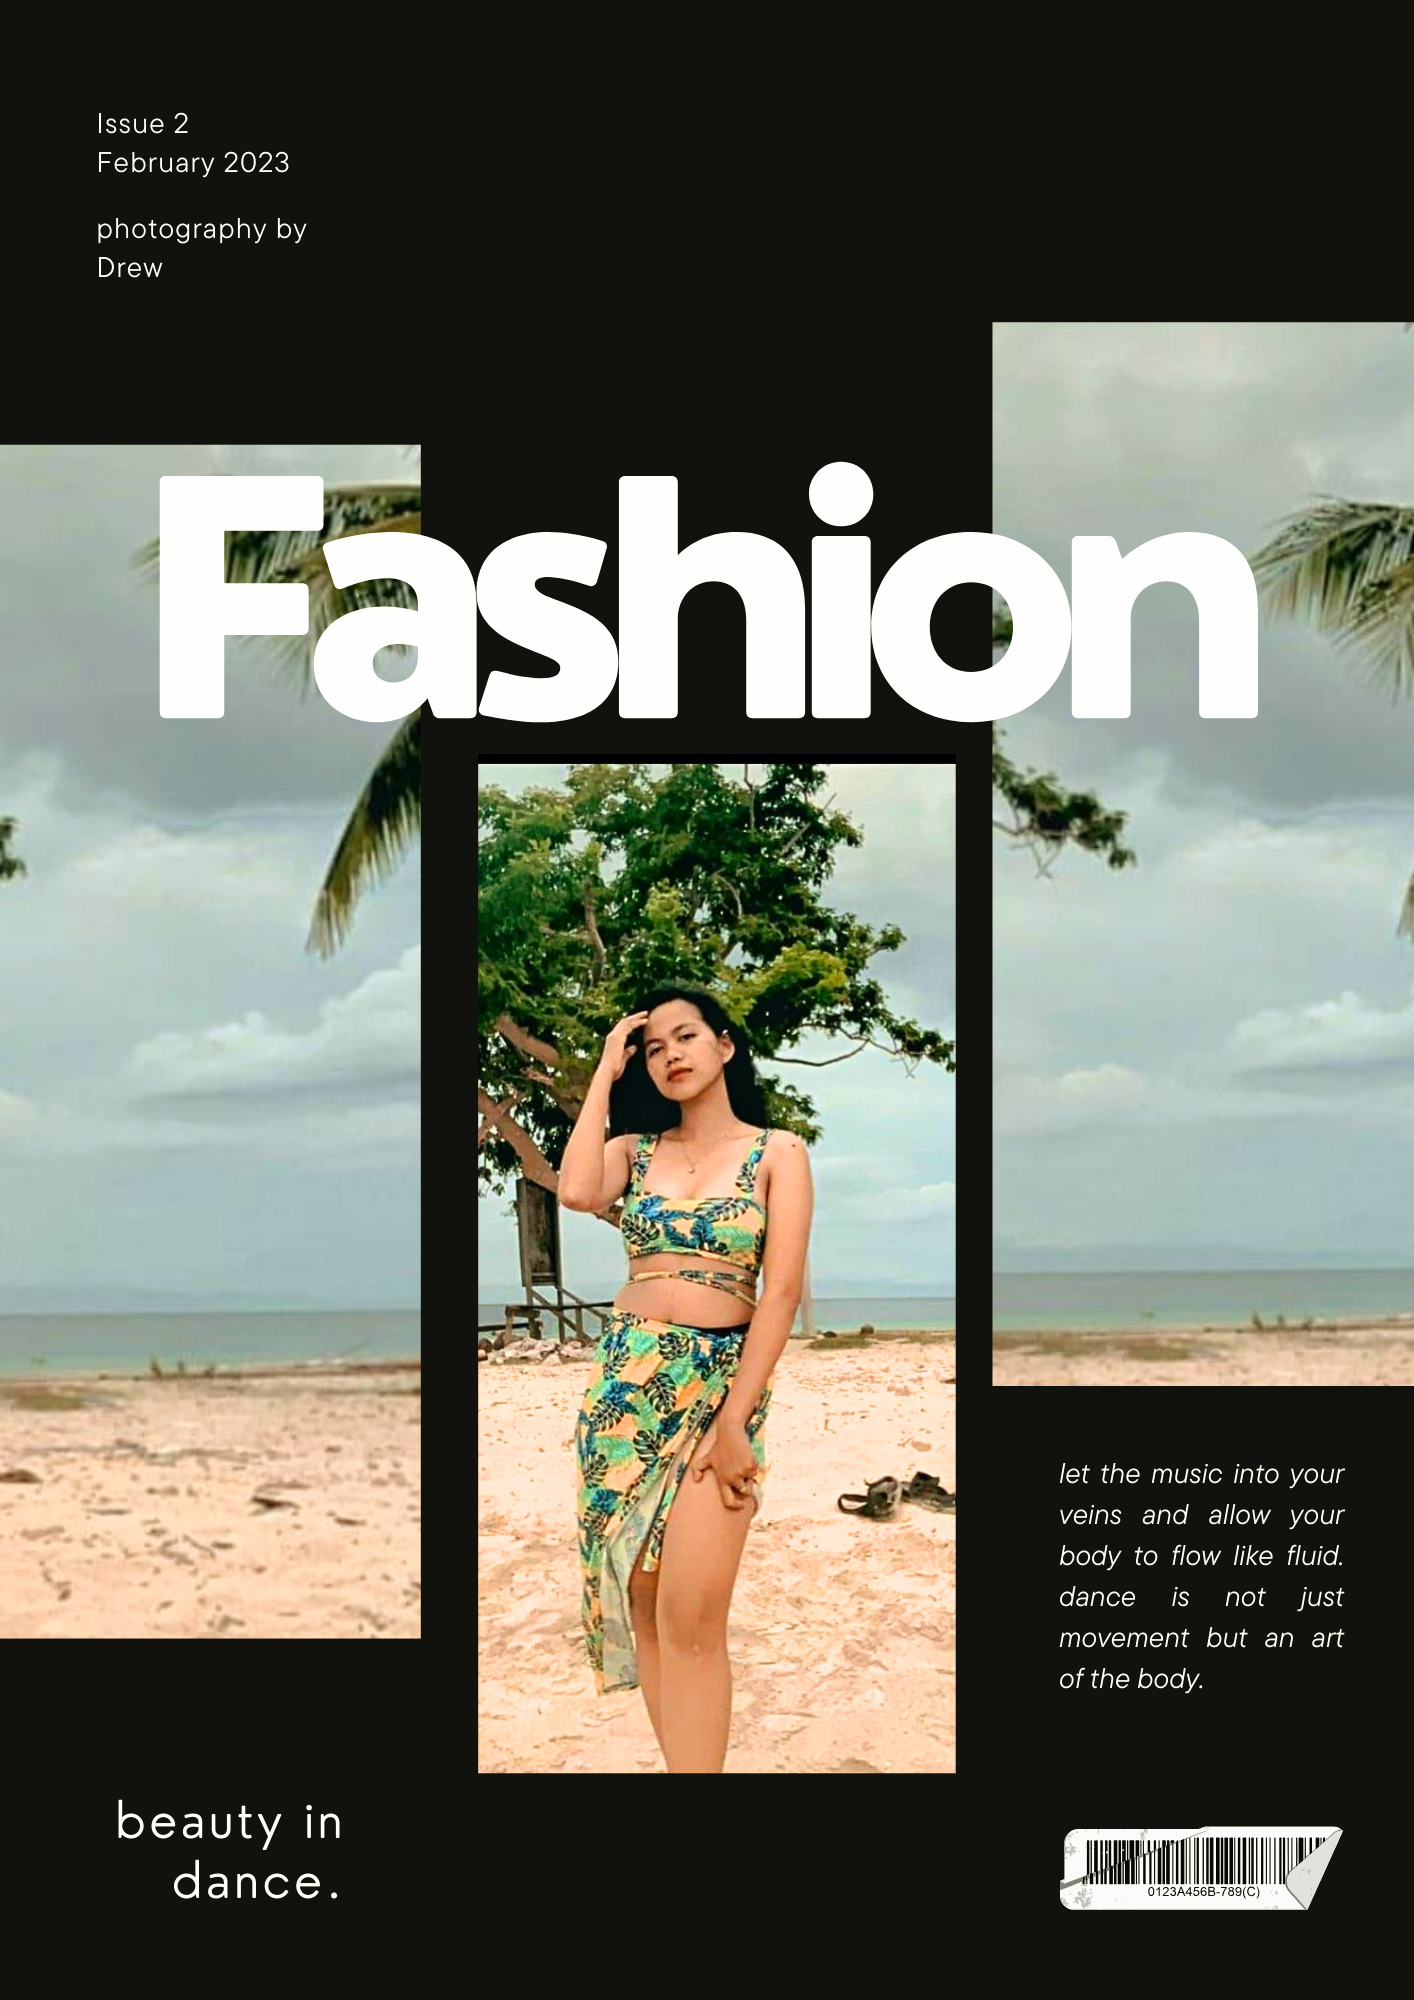 Issue 2
February 2023
photography by
Drew
Fashion
let the music into your
veins and allow your
body to flow like fluid.
dance is not just
movement but an art
of the body.
beauty in
dance.
0123A456B-789(C)